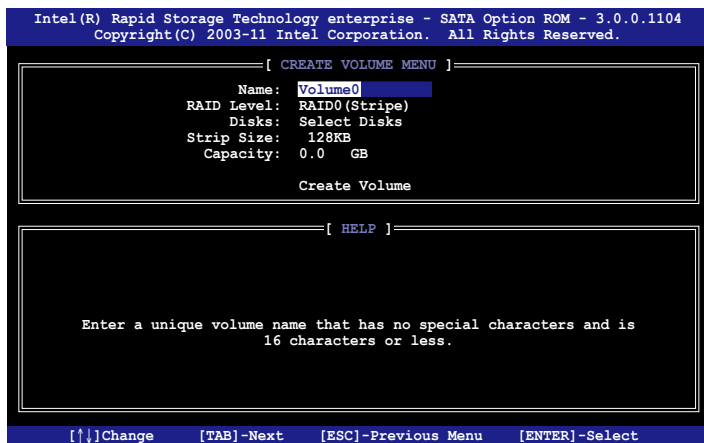 Intel(R) Rapid Storage Technology enterprise - SATA Option ROM - 3.0.0.1104
Copyright(C) 2003-11 Intel Corporation. All Rights Reserved.
[ CREATE VOLUME MENU ]
Name: Volume0
RAID Level: RAID0(Stripe)
Disks: Select Disks
Strip Size: 128KB
Capacity: 0.0 GB
Create Volume
[ HELP ]
Enter a unique volume name that has no special characters and is
16 characters or less.
[↑↓]Change [TAB]-Next [ESC]-Previous Menu [ENTER]-Select